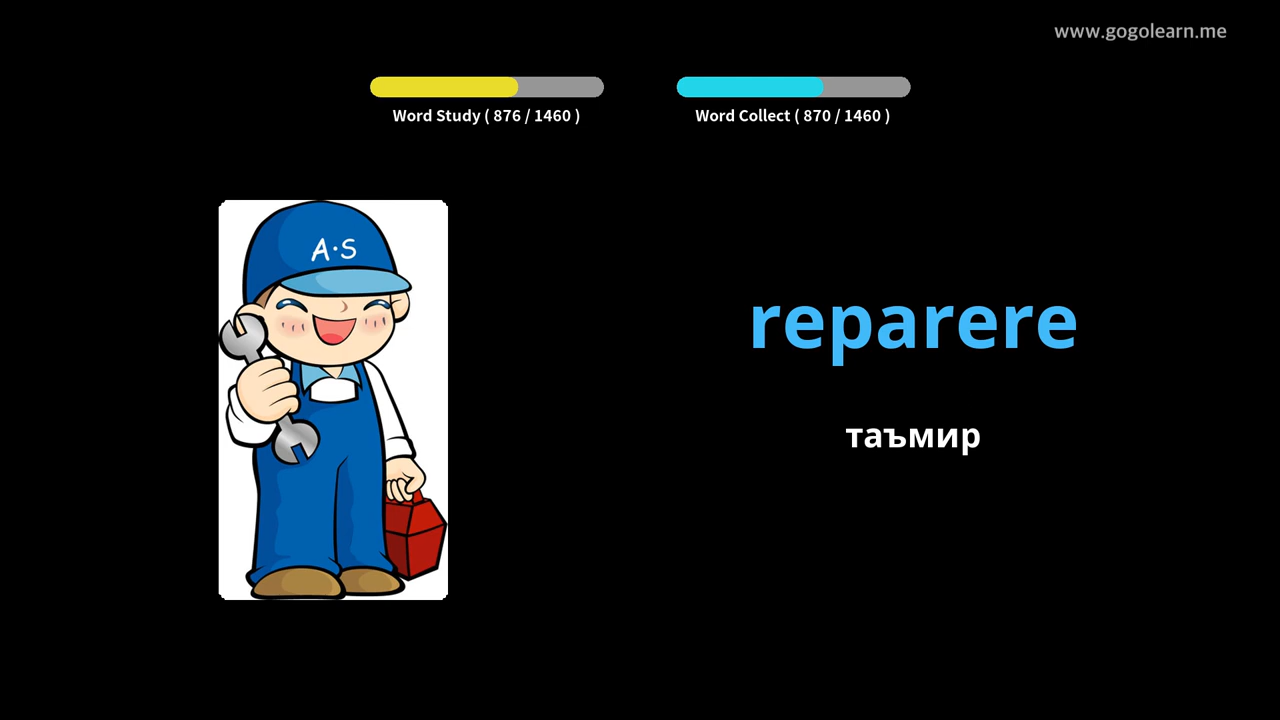 www.gogolearn.me
Word Study ( 876 / 1460 )
Word Collect ( 870 / 1460 )
A·S
reparere
таъмир